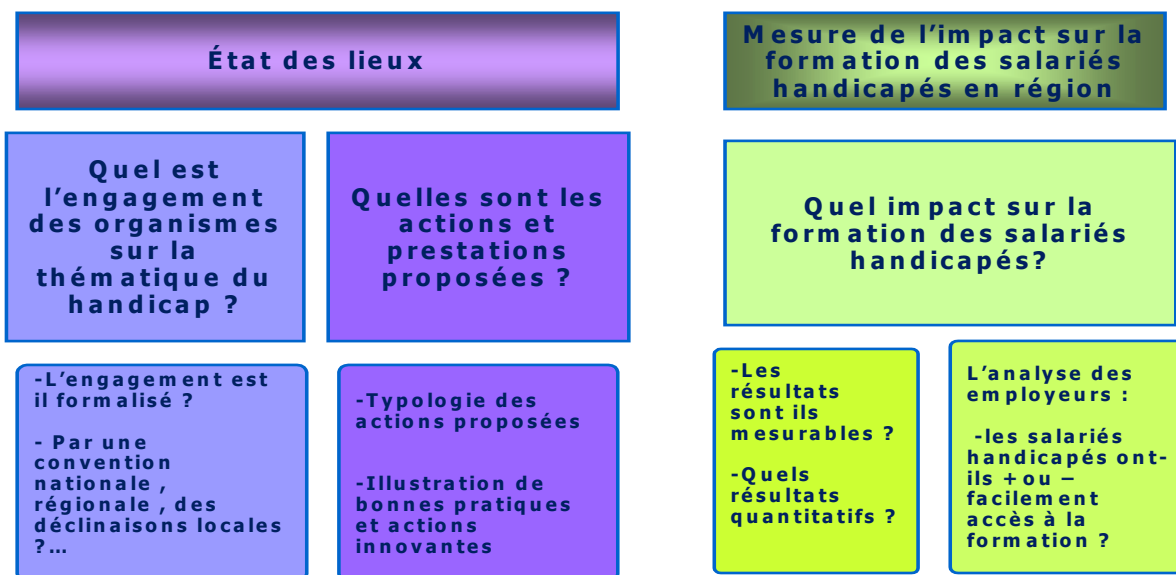 État des lieux
Mesure de l’impact sur la
formation des salariés
handicapés en région
Quel est
l’engagement
des organismes
sur la
thématique du
handicap ?
Quelles sont les
actions et
prestations
proposées ?
Quel impact sur la
formation des salariés
handicapés?
-L’engagement est
il formalisé ?
- Par une
convention
nationale ,
régionale , des
déclinaisons locales
?…
-Typologie des
actions proposées
-Illustration de
bonnes pratiques
et actions
innovantes
-Les
résultats
sont ils
mesurables ?
-Quels
résultats
quantitatifs ?
L’analyse des
employeurs :
-les salariés
handicapés ont-
ils + ou –
facilement
accès à la
formation ?